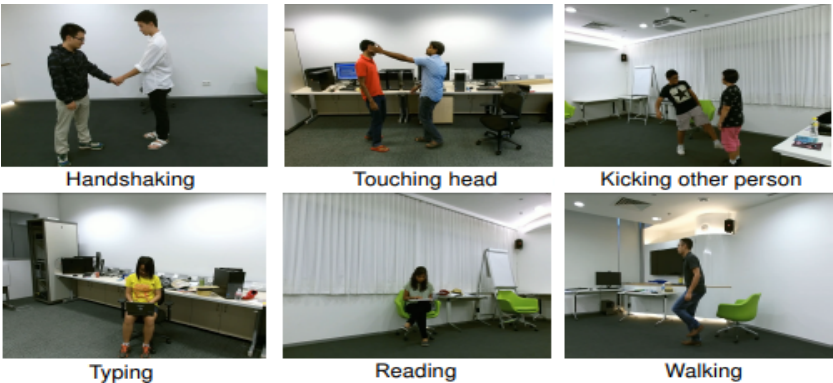 Handshaking
Touching head
Kicking other person
Typing
Reading
Walking